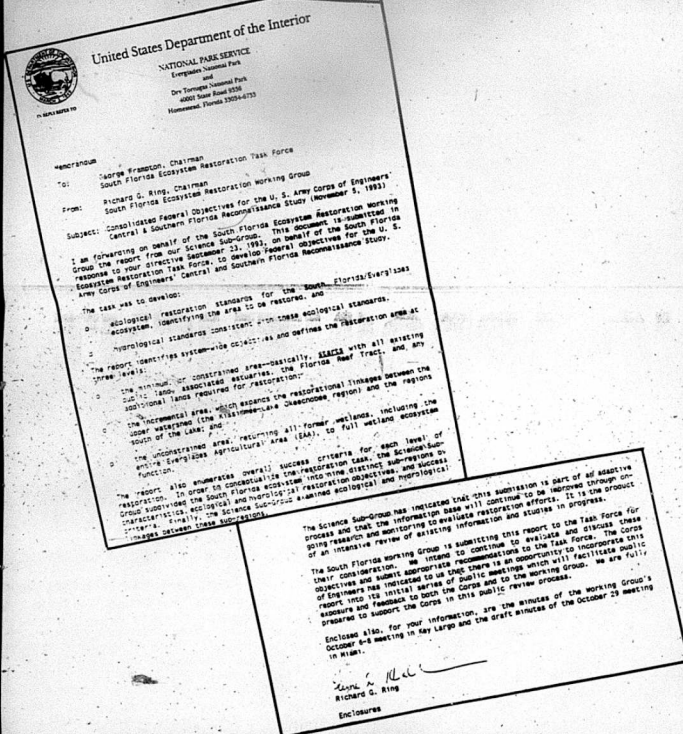 United States Department of the Interior
NATIONAL PARK SERVICE
Everglades National Park
and
Dry Tortugas National Park
40001 State Road 9336
Homestead, Florida 33034-6733
IN REPLY REFER TO
Memorandum
To: George Frampton, Chairman
South Florida Ecosystem Restoration Task Force
From: Richard G. Ring, Chairman
South Florida Ecosystem Restoration Working Group
Subject: Consolidated Federal Objectives for the U. S. Army Corps of Engineers'
Central & Southern Florida Reconnaissance Study (November 5, 1993)
I am forwarding on behalf of the South Florida Ecosystem Restoration Working
Group the report from our Science Sub-Group. This document is submitted in
response to your directive September 23, 1993, on behalf of the South Florida
Ecosystem Restoration Task Force, to develop Federal objectives for the U. S.
Army Corps of Engineers' Central and Southern Florida Reconnaissance Study.
The task was to develop:
o ecological restoration standards for the South Florida/Everglades
ecosystem, identifying the area to be restored, and
o hydrological standards consistent with these ecological standards.
The report identifies system-wide objectives and defines the restoration area at
three levels:
o the minimum, or constrained area--basically, starts with all existing
public land, associated estuaries, the Florida Reef Tract, and any
additional lands required for restoration;
o the incremental area, which expands the restorational linkages between the
upper watershed (the Kissimmee-Lake Okeechobee region) and the regions
south of the Lake; and
o the unconstrained area, returning all former wetlands, including the
entire Everglades Agricultural Area (EAA), to full wetland ecosystem
function.
The report also enumerates overall success criteria for each level of
restoration. In order to conceptualize the restoration task, the Science Sub-
Group subdivided the South Florida ecosystem into nine distinct sub-regions by
characteristics, ecological and hydrological restoration objectives, and success
criteria. Finally, the Science Sub-Group examined ecological and hydrological
linkages between these sub-regions.
The Science Sub-Group has indicated that this submission is part of an adaptive
process and that the information base will continue to be improved through on-
going research and monitoring to evaluate restoration efforts. It is the product
of an intensive review of existing information and studies in progress.
The South Florida Working Group is submitting this report to the Task Force for
their consideration. We intend to continue to evaluate and discuss these
objectives and submit appropriate recommendations to the Task Force. The Corps
of Engineers has indicated to us that there is an opportunity to incorporate this
report into its initial series of public meetings which will facilitate public
exposure and feedback to both the Corps and to the Working Group. We are fully
prepared to support the Corps in this public review process.
Enclosed also, for your information, are the minutes of the Working Group's
October 6-8 meeting in Key Largo and the draft minutes of the October 29 meeting
in Miami.
Richard G. Ring
Enclosures